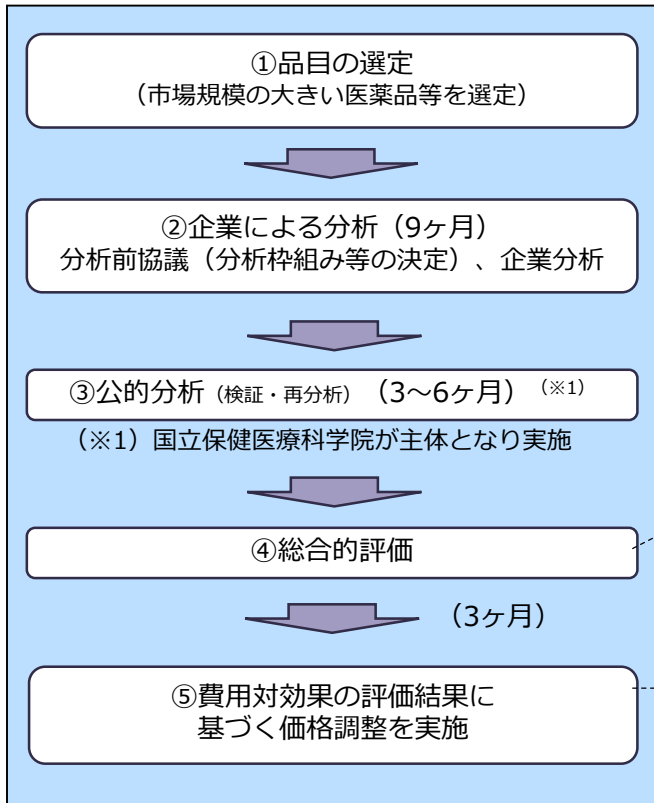 ①品目の選定
（市場規模の大きい医薬品等を選定）
②企業による分析（9ヶ月）
分析前協議（分析枠組み等の決定）、企業分析
③公的分析（検証・再分析）（3～6ヶ月）（※1）
（※1）国立保健医療科学院が主体となり実施
④総合的評価
（3ヶ月）
⑤費用対効果の評価結果に
基づく価格調整を実施